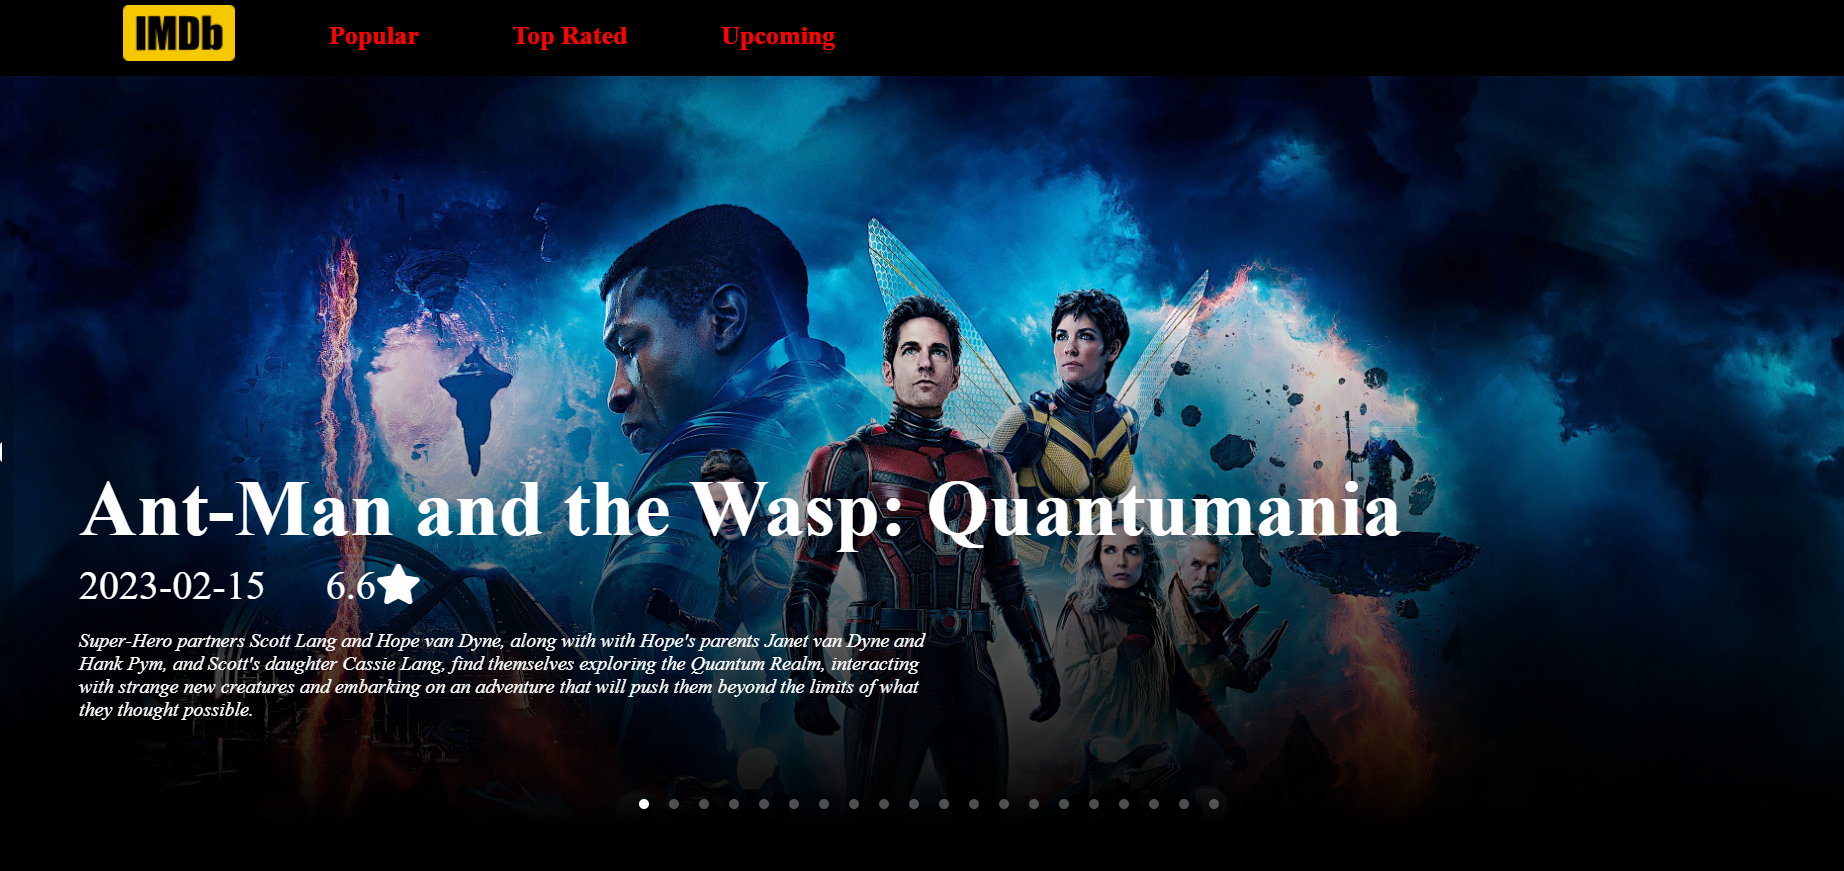 IMDb Popular Top Rated Upcoming
Ant-Man and the Wasp: Quantumania
2023-02-15 6.6
Super-Hero partners Scott Lang and Hope van Dyne, along with with Hope's parents Janet van Dyne and
Hank Pym, and Scott's daughter Cassie Lang, find themselves exploring the Quantum Realm, interacting
with strange new creatures and embarking on an adventure that will push them beyond the limits of what
they thought possible.